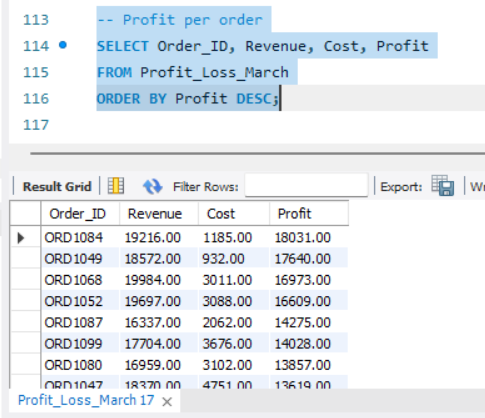 113 -- Profit per order
114 SELECT Order_ID, Revenue, Cost, Profit
115 FROM Profit_Loss_March
116 ORDER BY Profit DESC;
117
Result Grid Filter Rows: Export:
Order_ID Revenue Cost Profit
ORD1084 19216.00 1185.00 18031.00
ORD1049 18572.00 932.00 17640.00
ORD1068 19984.00 3011.00 16973.00
ORD1052 19697.00 3088.00 16609.00
ORD1087 16337.00 2062.00 14275.00
ORD1099 17704.00 3676.00 14028.00
ORD1080 16959.00 3102.00 13857.00
ORD1047 18370.00 4751.00 13619.00
Profit_Loss_March 17